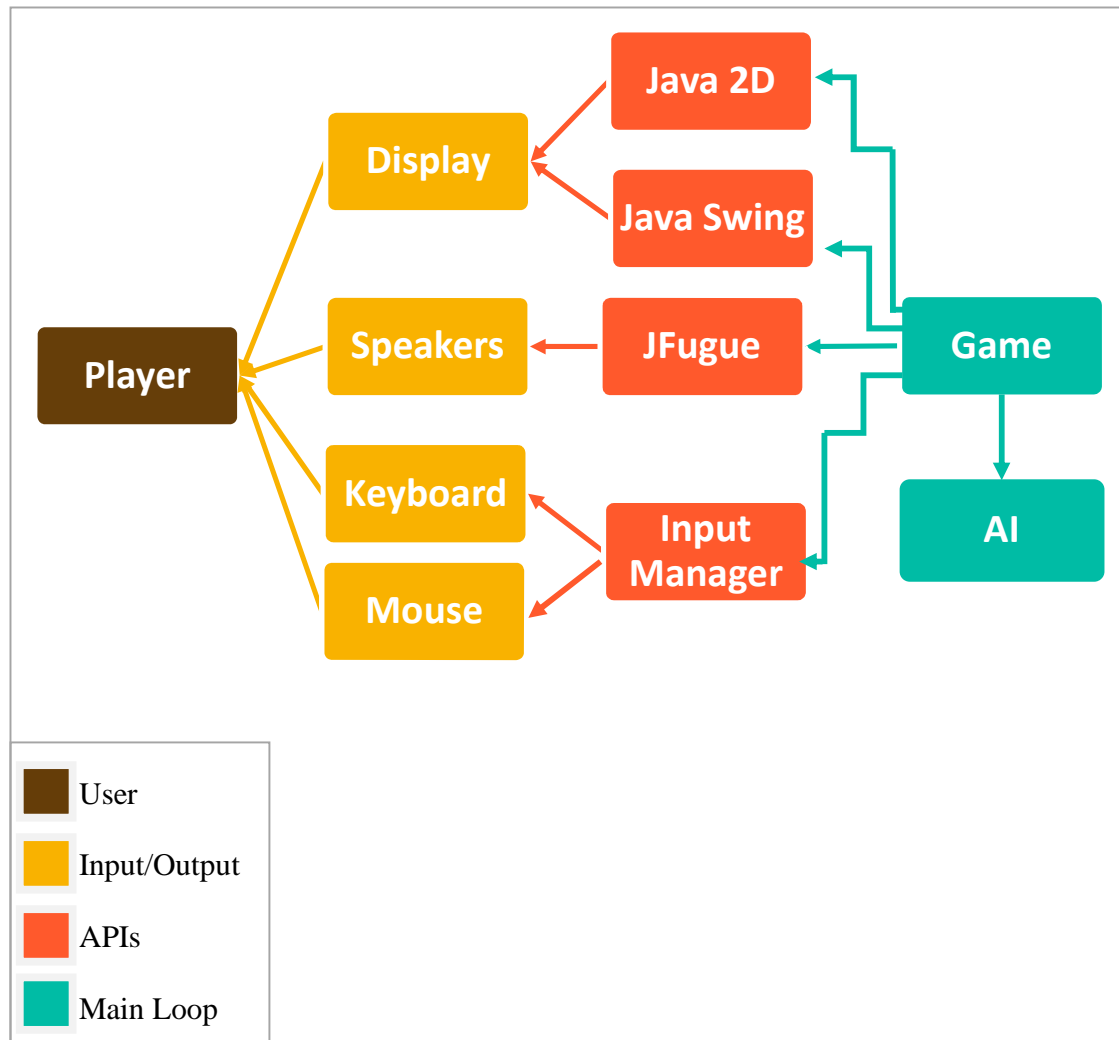 Java 2D
Display
Java Swing
Speakers
JFugue
Game
Player
Keyboard
Input
Manager
AI
Mouse
User
Input/Output
APIs
Main Loop